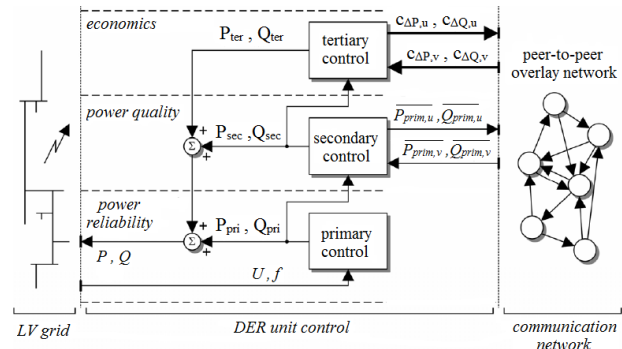 economics
P_ter , Q_ter
tertiary
control
c_ΔP,u , c_ΔQ,u
c_ΔP,v , c_ΔQ,v
peer-to-peer
overlay network
power quality
+
Σ
+
P_sec ,Q_sec
secondary
control
P_prim,u ,Q_prim,u
P_prim,v ,Q_prim,v
power
reliability
+
Σ
+
P_pri , Q_pri
primary
control
P , Q
U , f
LV grid
DER unit control
communication
network